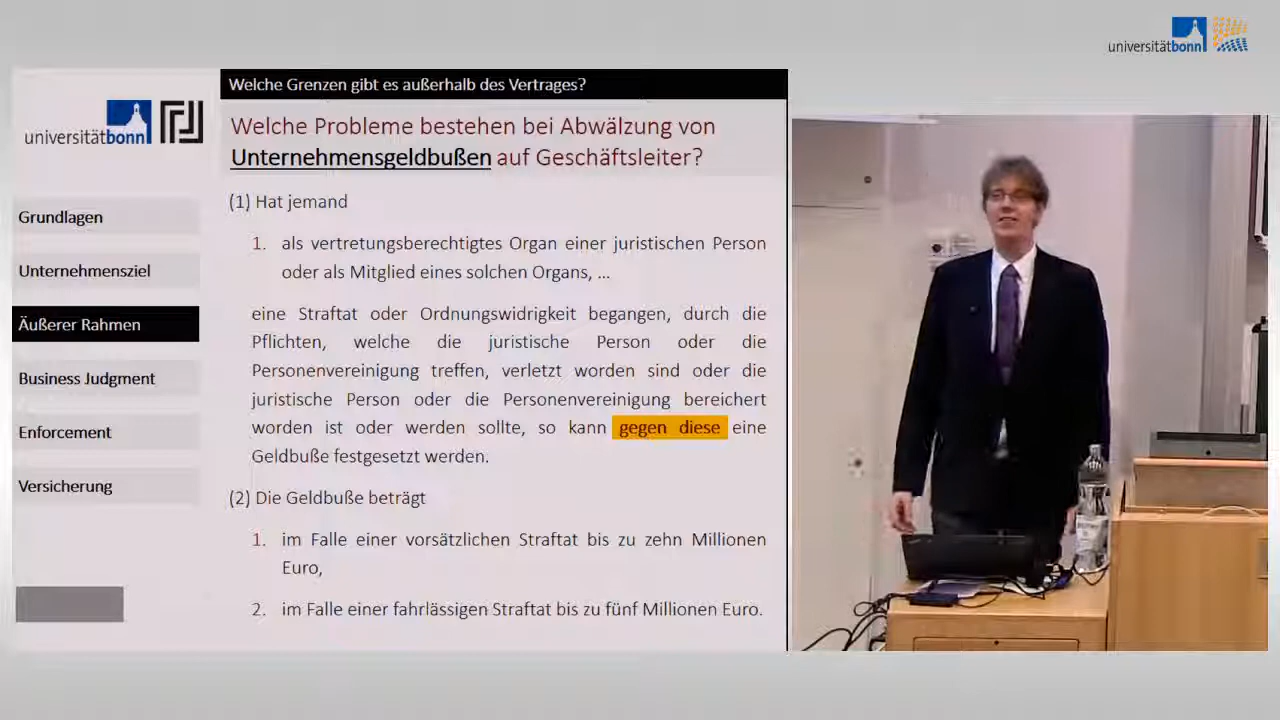 universitätbonn
Welche Grenzen gibt es außerhalb des Vertrages?
universitätbonn
Welche Probleme bestehen bei Abwälzung von
Unternehmensgeldbußen auf Geschäftsleiter?
Grundlagen
Unternehmensziel
Äußerer Rahmen
Business Judgment
Enforcement
Versicherung
(1) Hat jemand
1. als vertretungsberechtigtes Organ einer juristischen Person
oder als Mitglied eines solchen Organs, ...
eine Straftat oder Ordnungswidrigkeit begangen, durch die
Pflichten, welche die juristische Person oder die
Personenvereinigung treffen, verletzt worden sind oder die
juristische Person oder die Personenvereinigung bereichert
worden ist oder werden sollte, so kann gegen diese eine
Geldbuße festgesetzt werden.
(2) Die Geldbuße beträgt
1. im Falle einer vorsätzlichen Straftat bis zu zehn Millionen
Euro,
2. im Falle einer fahrlässigen Straftat bis zu fünf Millionen Euro.